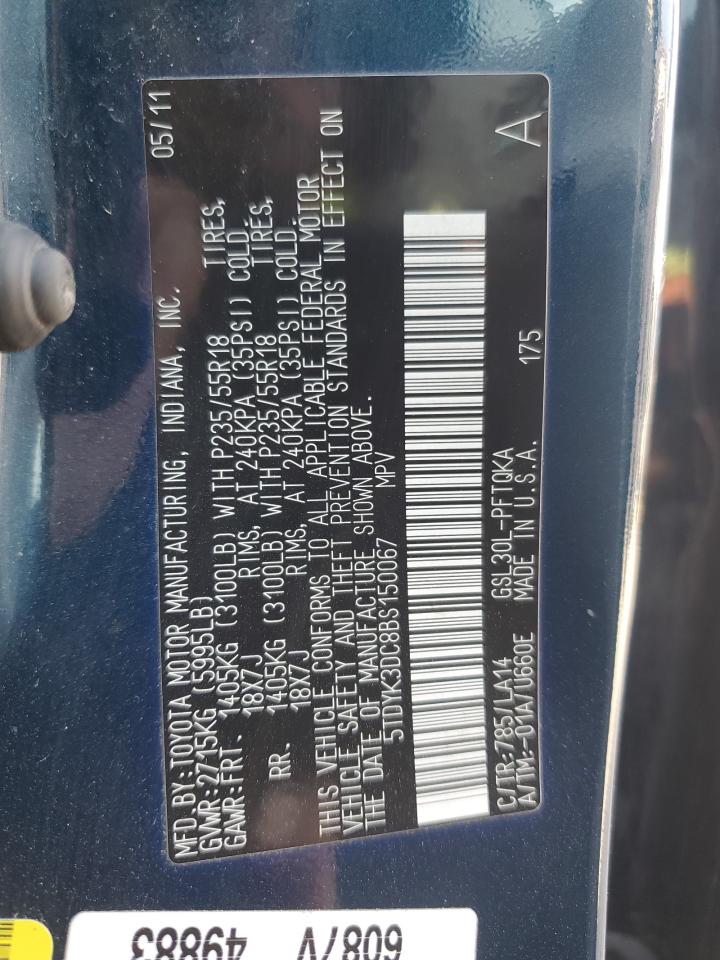 MFD.BY:TOYOTA MOTOR MANUFACTURING, INDIANA, INC. 05/11
GVWR:2715KG (5995LB)
GAWR:FRT. 1405KG (3100LB) WITH P235/55R18 TIRES,
18X7J RIMS, AT 240KPA (35PSI) COLD.
RR. 1405KG (3100LB) WITH P235/55R18 TIRES,
18X7J RIMS, AT 240KPA (35PSI) COLD.
THIS VEHICLE CONFORMS TO ALL APPLICABLE FEDERAL MOTOR
VEHICLE SAFETY AND THEFT PREVENTION STANDARDS IN EFFECT ON
THE DATE OF MANUFACTURE SHOWN ABOVE.
5TDYK3DC8BS150067 MPV
C/TR:785/LA14 GSL30L-PFTQKA 175 A
A/TM:-01A/U660E MADE IN U.S.A.
6087V
49883